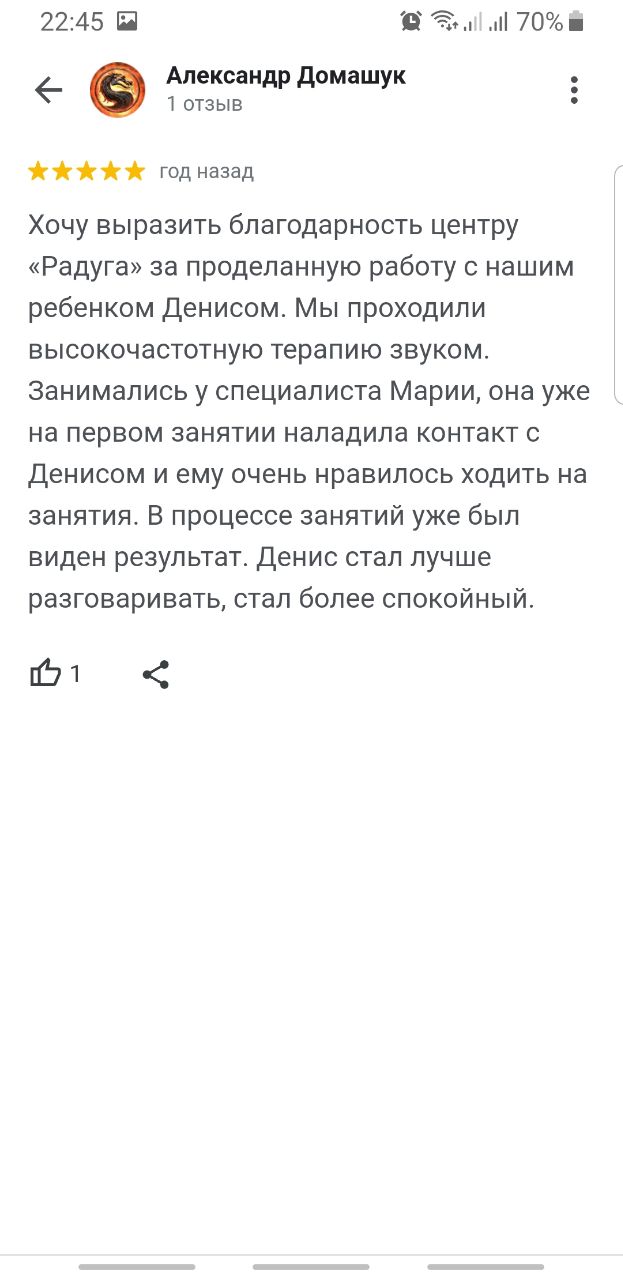 22:45 70%
Александр Домашук
1 отзыв
год назад
Хочу выразить благодарность центру
«Радуга» за проделанную работу с нашим
ребенком Денисом. Мы проходили
высокочастотную терапию звуком.
Занимались у специалиста Марии, она уже
на первом занятии наладила контакт с
Денисом и ему очень нравилось ходить на
занятия. В процессе занятий уже был
виден результат. Денис стал лучше
разговаривать, стал более спокойный.
1